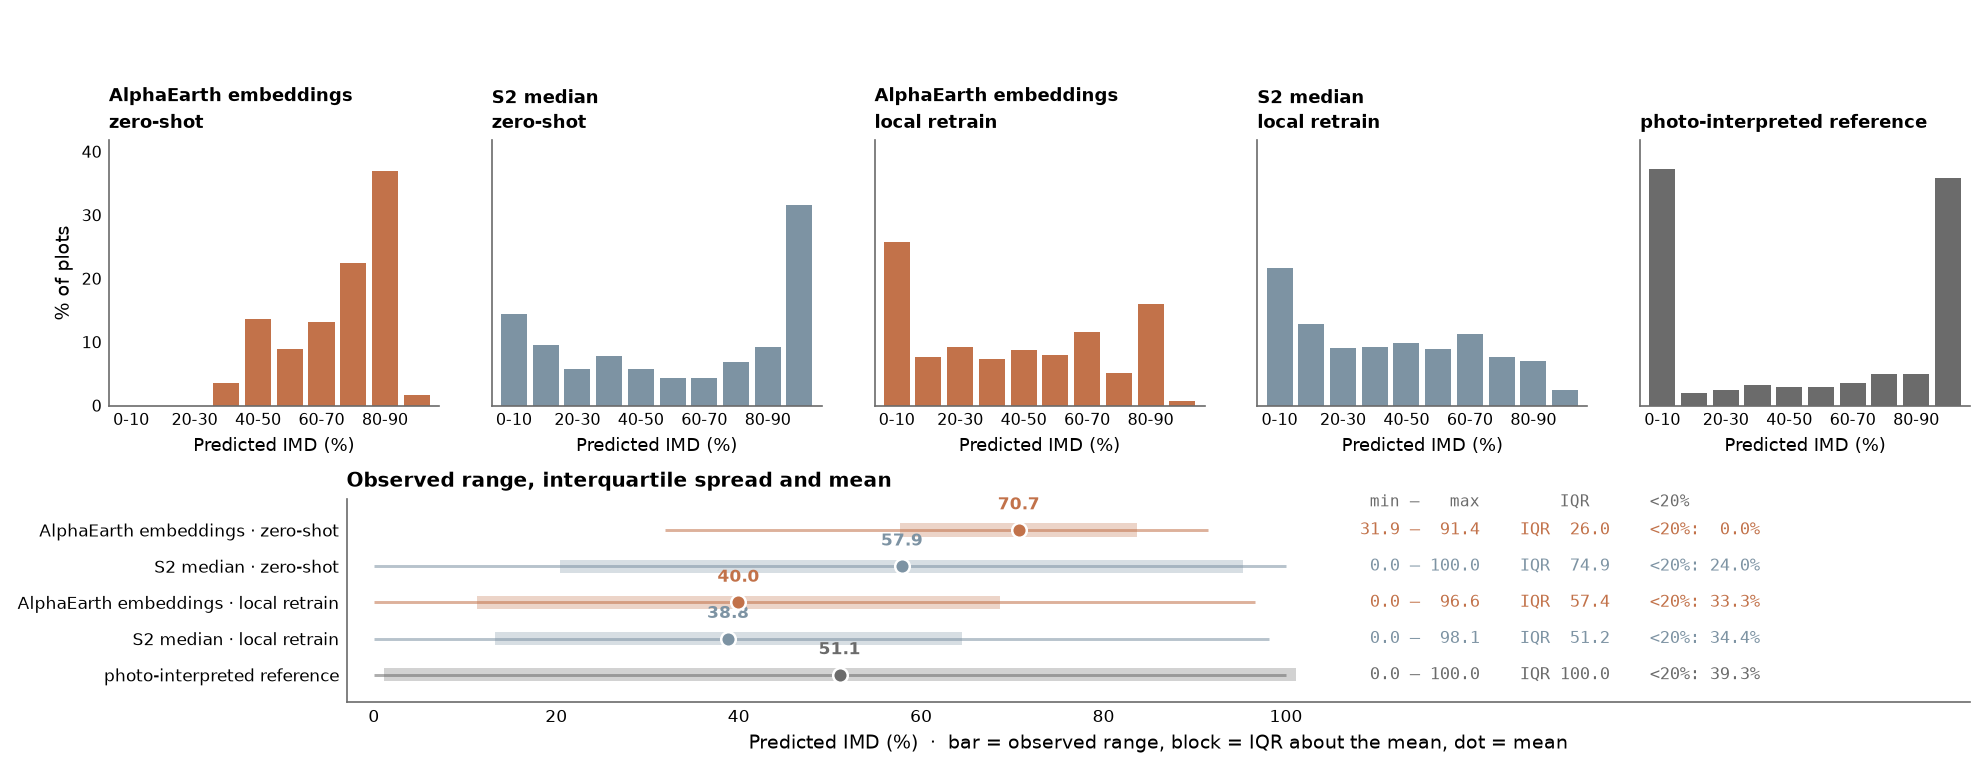 AlphaEarth embeddings
zero-shot
S2 median
zero-shot
AlphaEarth embeddings
local retrain
S2 median
local retrain
photo-interpreted reference
% of plots
40
30
20
10
0
0-10 20-30 40-50 60-70 80-90
0-10 20-30 40-50 60-70 80-90
0-10 20-30 40-50 60-70 80-90
0-10 20-30 40-50 60-70 80-90
0-10 20-30 40-50 60-70 80-90
Predicted IMD (%)
Predicted IMD (%)
Predicted IMD (%)
Predicted IMD (%)
Predicted IMD (%)
Observed range, interquartile spread and mean
min — max IQR <20%
AlphaEarth embeddings · zero-shot 70.7 31.9 — 91.4 IQR 26.0 <20%: 0.0%
S2 median · zero-shot 57.9 0.0 — 100.0 IQR 74.9 <20%: 24.0%
AlphaEarth embeddings · local retrain 40.0 0.0 — 96.6 IQR 57.4 <20%: 33.3%
S2 median · local retrain 38.8 0.0 — 98.1 IQR 51.2 <20%: 34.4%
photo-interpreted reference 51.1 0.0 — 100.0 IQR 100.0 <20%: 39.3%
0 20 40 60 80 100
Predicted IMD (%) · bar = observed range, block = IQR about the mean, dot = mean